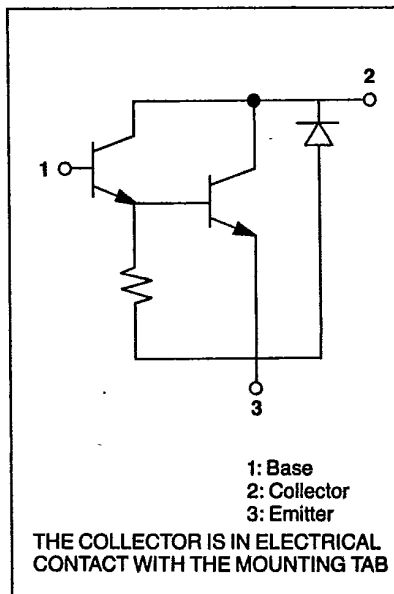 2
1
3
1: Base
2: Collector
3: Emitter
THE COLLECTOR IS IN ELECTRICAL
CONTACT WITH THE MOUNTING TAB